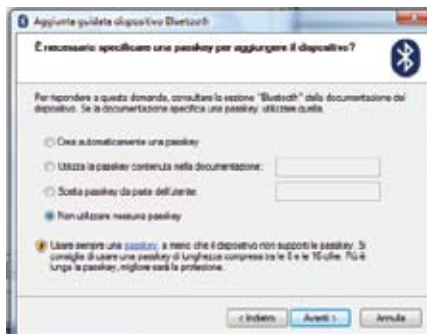 Aggiunta guidata dispositivo Bluetooth
È necessario specificare una passkey per aggiungere il dispositivo?
Per rispondere a questa domanda, consultare la sezione "Bluetooth" della documentazione del
dispositivo. Se la documentazione specifica una passkey, utilizzare quella.
Crea automaticamente una passkey
Utilizza la passkey contenuta nella documentazione:
Scelta passkey da parte dell'utente:
Non utilizzare nessuna passkey
Usare sempre una passkey, a meno che il dispositivo non supporti le passkey. Si
consiglia di usare una passkey di lunghezza compresa tra le 8 e le 16 cifre. Più è
lunga la passkey, migliore sarà la protezione.
< Indietro
Avanti >
Annulla